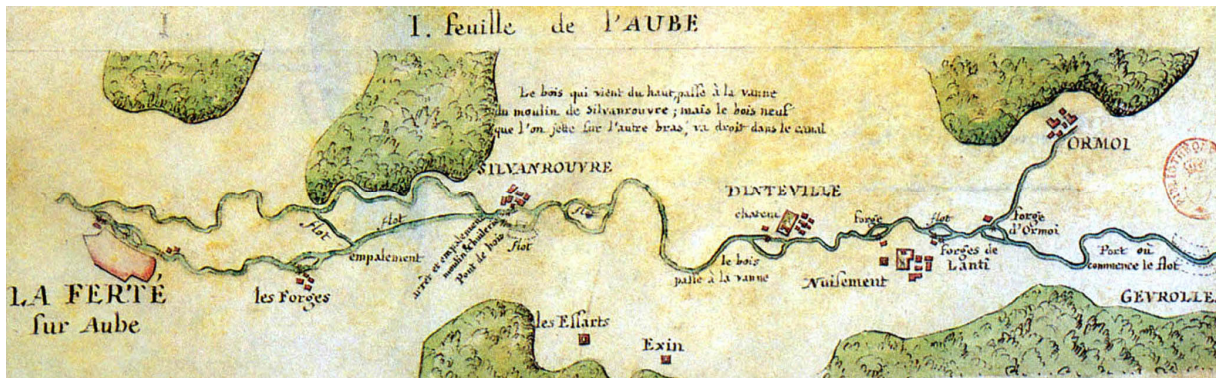 I. feuille de l'AUBE
Le bois qui vient du haut, passe à la vanne
du moulin de Silvanrouvre; mais le bois neuf
que l'on jette sur l'autre bras, va droit dans le canal
ORMOI
SILVANROUVRE
DINTEVILLE
chateau
forge
flot
forge
d'Ormoi
flot
flot
flot
flot
empalement
moulin
Pont de bois
le bois
passe à la vanne
Nuisement
forges de
Lanti
Port où
commence le flot
GEVROLLE
LA FERTÉ
sur Aube
les Forges
les Essarts
Exin